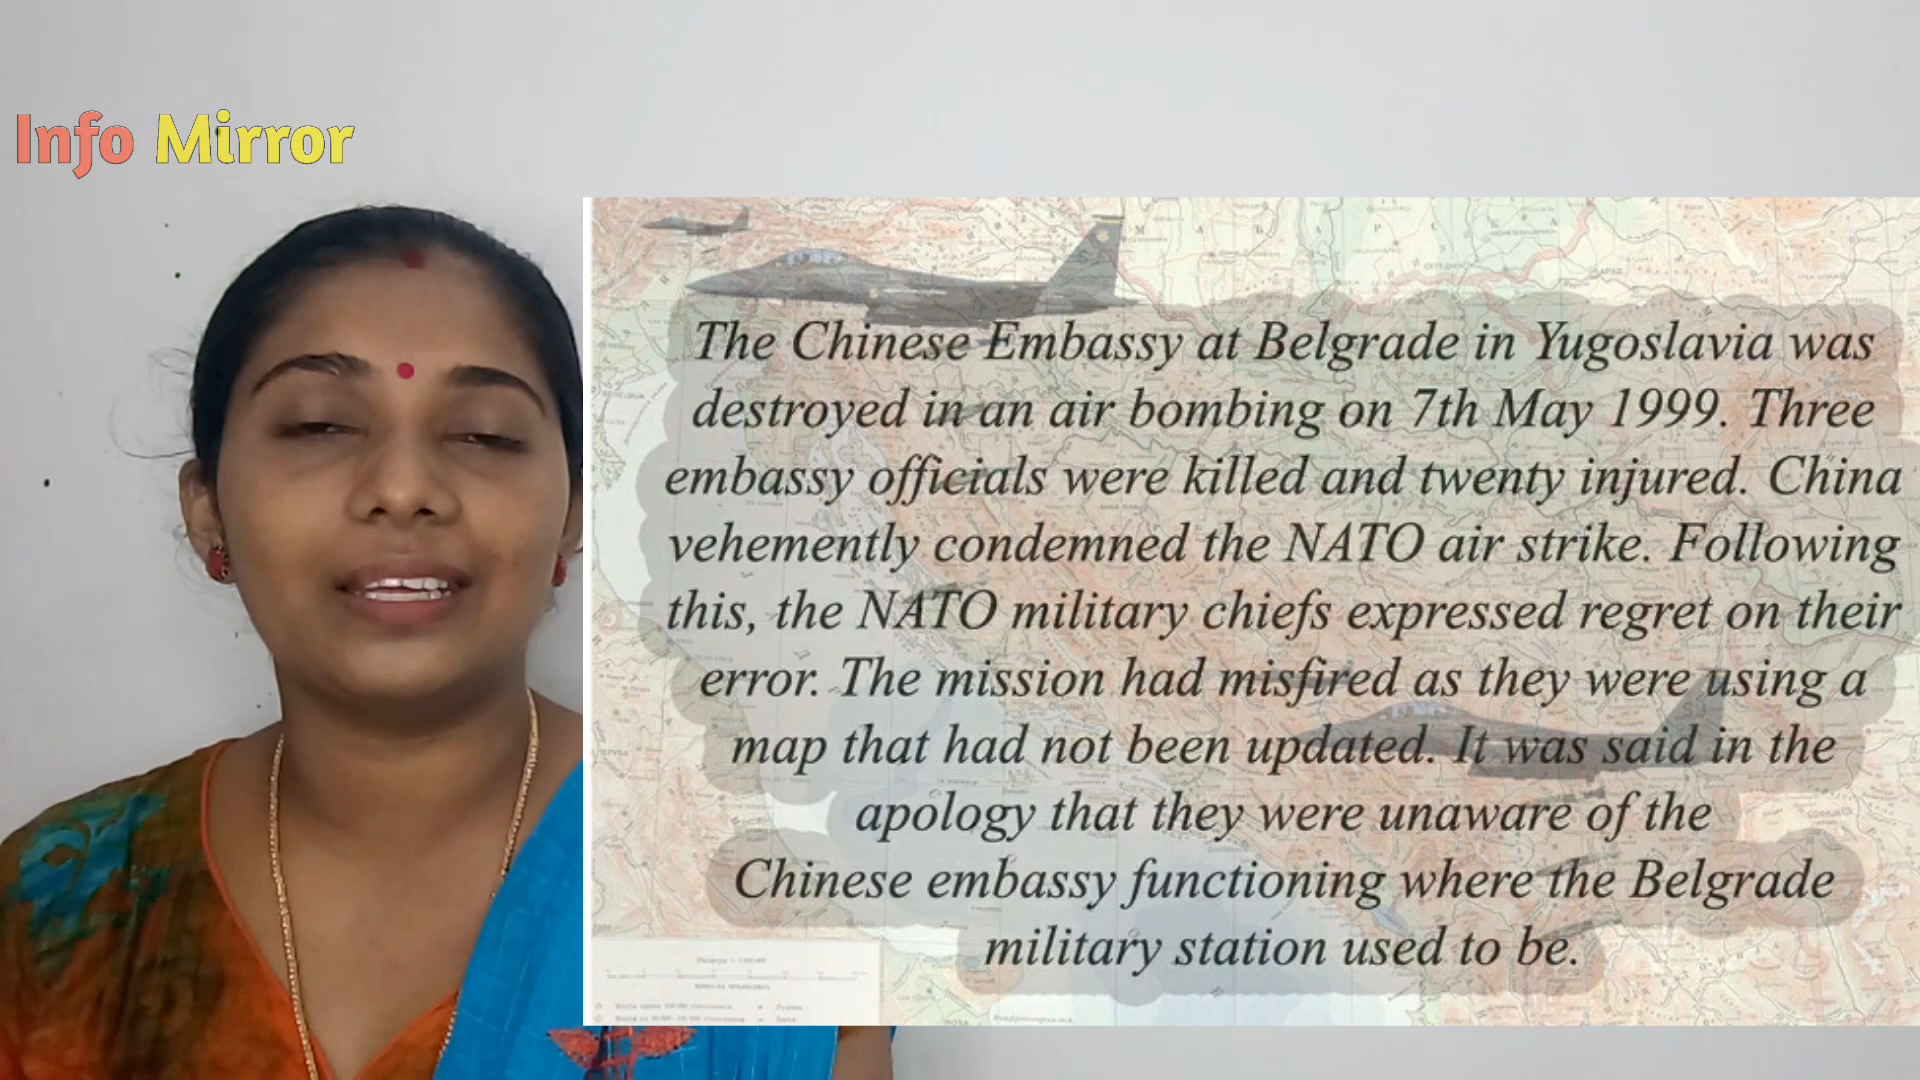 Info Mirror
The Chinese Embassy at Belgrade in Yugoslavia was
destroyed in an air bombing on 7th May 1999. Three
embassy officials were killed and twenty injured. China
vehemently condemned the NATO air strike. Following
this, the NATO military chiefs expressed regret on their
error. The mission had misfired as they were using a
map that had not been updated. It was said in the
apology that they were unaware of the
Chinese embassy functioning where the Belgrade
military station used to be.